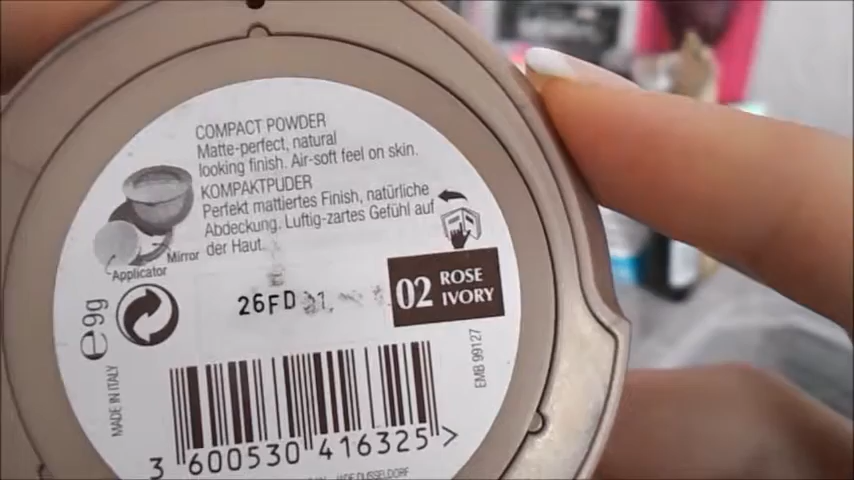 COMPACT POWDER
Matte-perfect, natural
looking finish. Air-soft feel on skin.
KOMPAKTPUDER
Perfekt mattiertes Finish, natürliche
Abdeckung. Luftig-zartes Gefühl auf
der Haut.
Mirror
Applicator
e9g
26FD
02 ROSE
IVORY
MADE IN ITALY
EMB 99127
3 600530 416325 >
DUSSELDORF